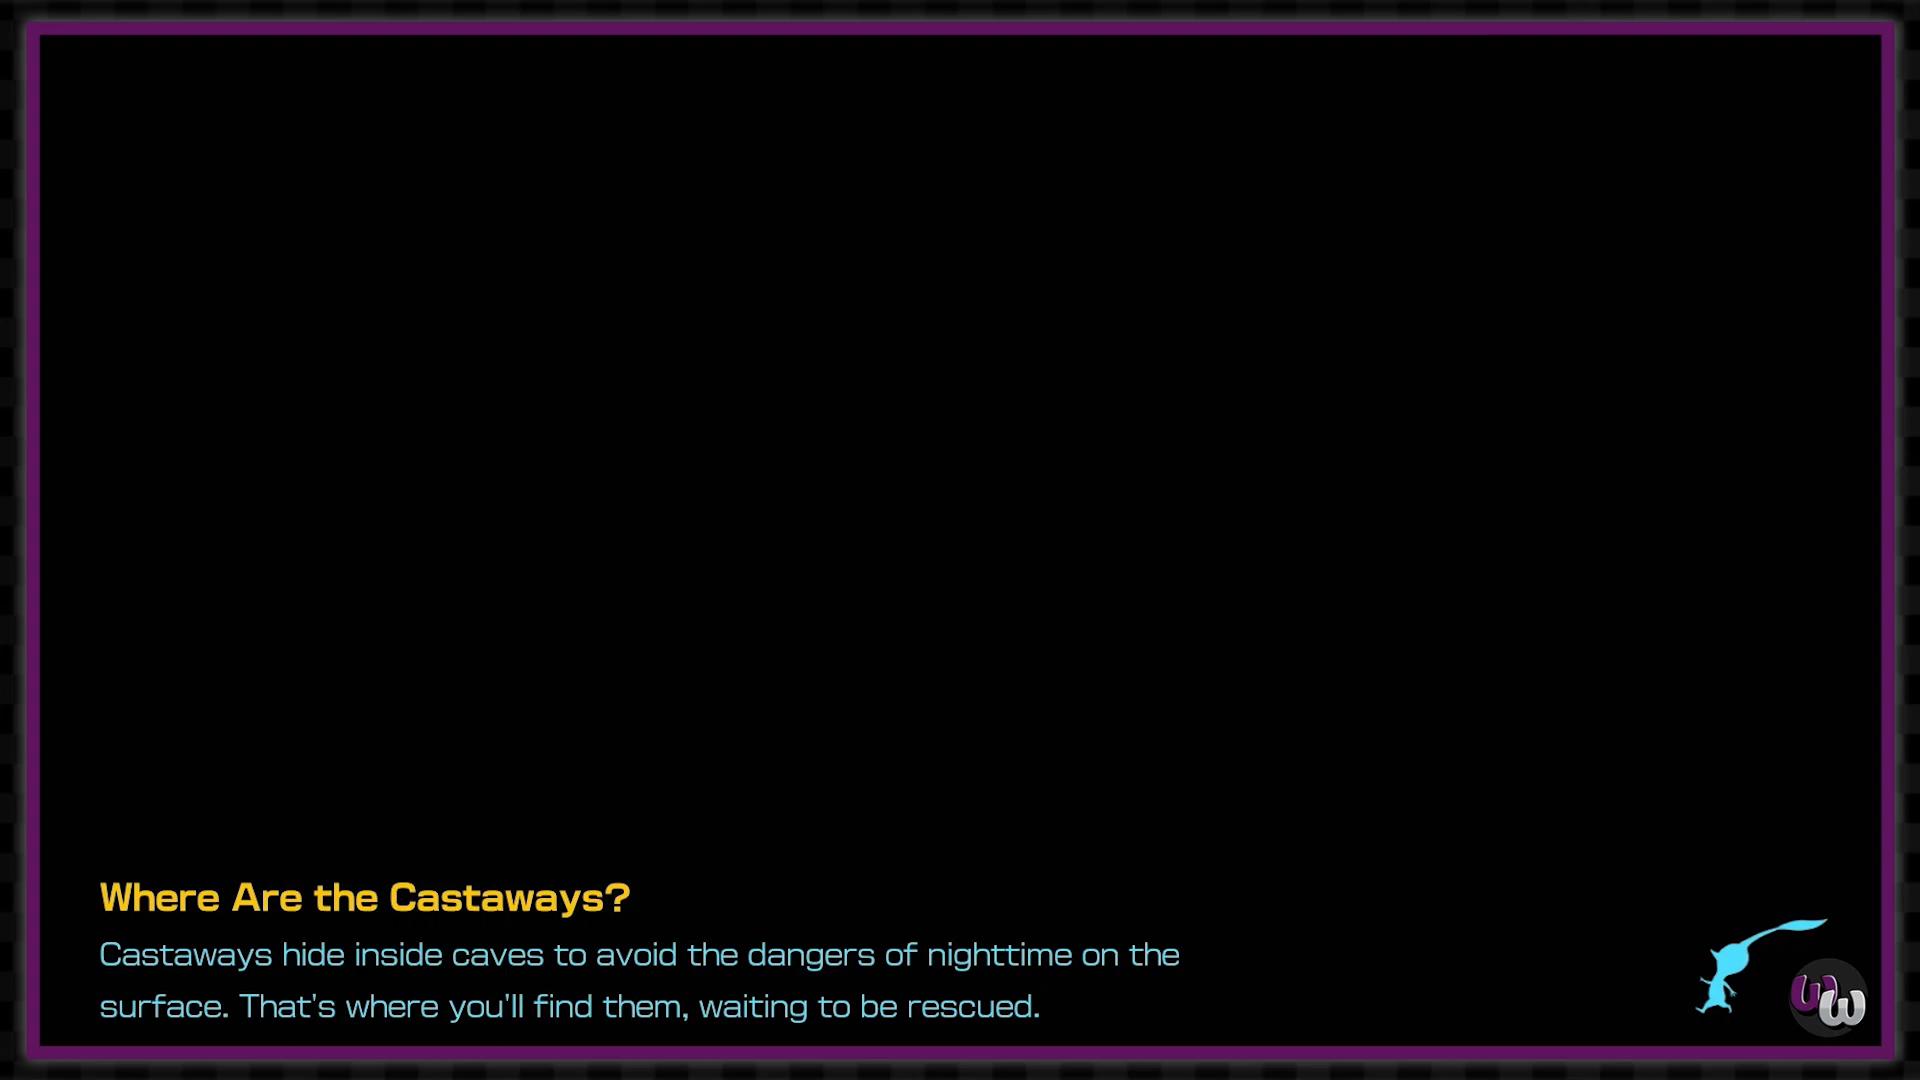 Where Are the Castaways?
Castaways hide inside caves to avoid the dangers of nighttime on the
surface. That's where you'll find them, waiting to be rescued.
uw